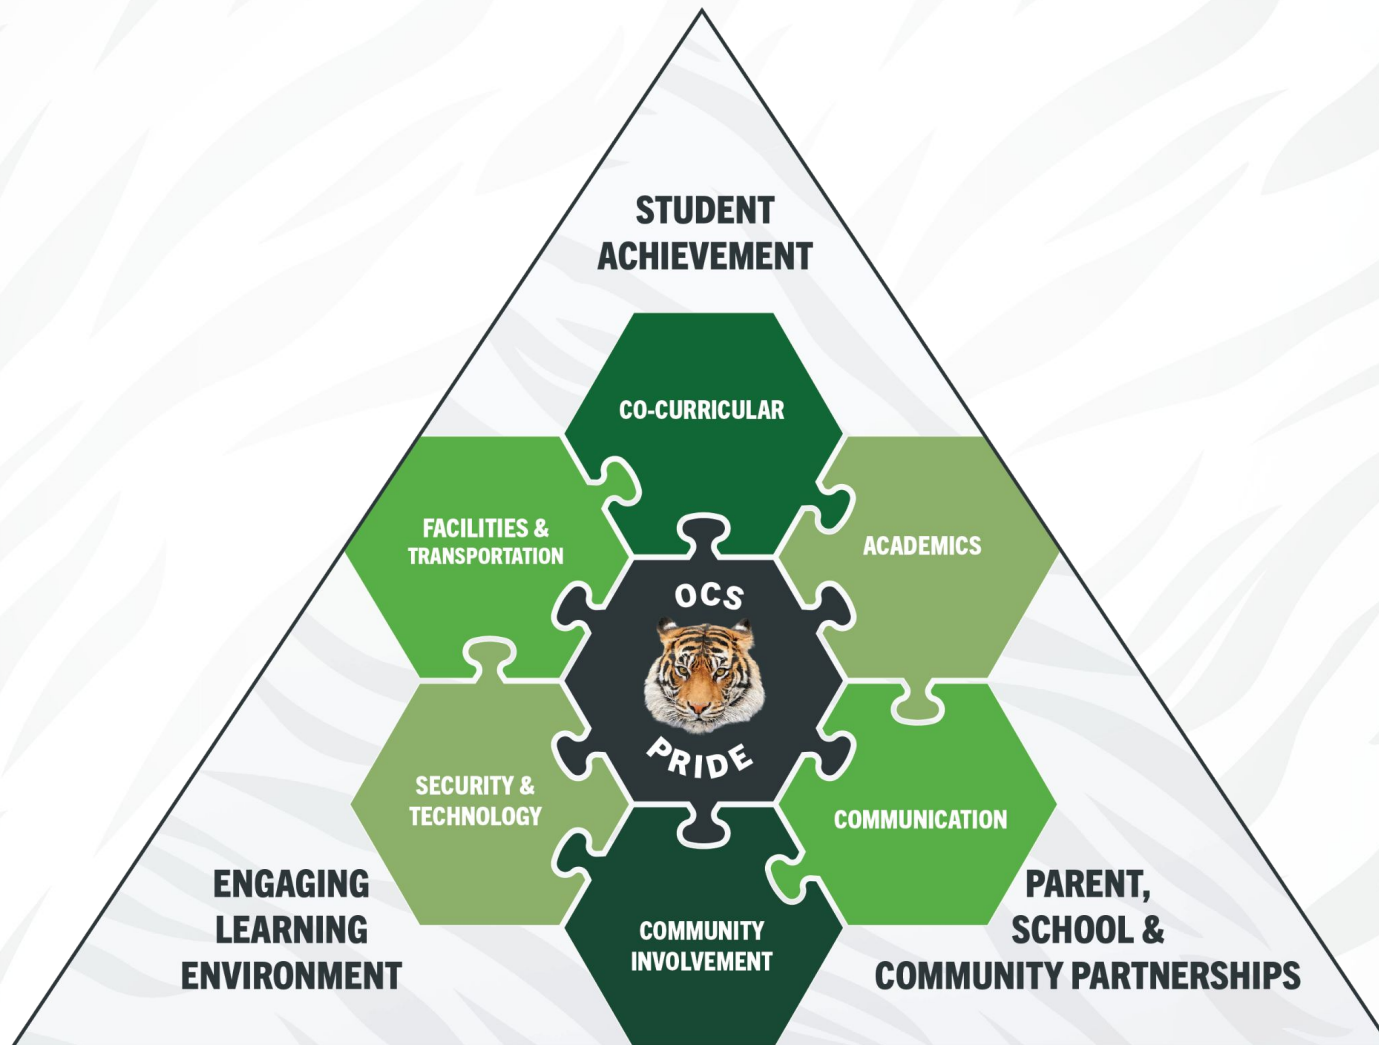 STUDENT
ACHIEVEMENT
CO-CURRICULAR
FACILITIES &
TRANSPORTATION
ACADEMICS
OCS
PRIDE
SECURITY &
TECHNOLOGY
COMMUNICATION
COMMUNITY
INVOLVEMENT
ENGAGING
LEARNING
ENVIRONMENT
PARENT,
SCHOOL &
COMMUNITY PARTNERSHIPS